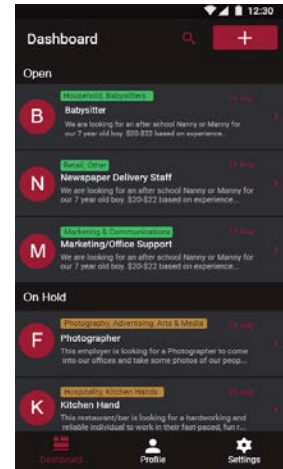 12:30
Dashboard
+
Open
Household, Babysitters
B
Babysitter
We are looking for an after school Nanny or Manny for
our 7 year old boy. $20-$22 based on experience...
Retail, Other
N
Newspaper Delivery Staff
We are looking for an after school Nanny or Manny for
our 7 year old boy. $20-$22 based on experience...
Marketing & Communications
M
Marketing/Office Support
We are looking for an after school Nanny or Manny for
our 7 year old boy. $20-$22 based on experience...
On Hold
Photography, Advertising, Arts & Media
F
Photographer
This employer is looking for a Photographer to come
into our offices and take some photos of our peop...
Hospitality, Kitchen Hands
K
Kitchen Hand
This restaurant/bar is looking for a hardworking and
reliable individual to work in their fast-paced, fun r...
Dashboard Profile Settings